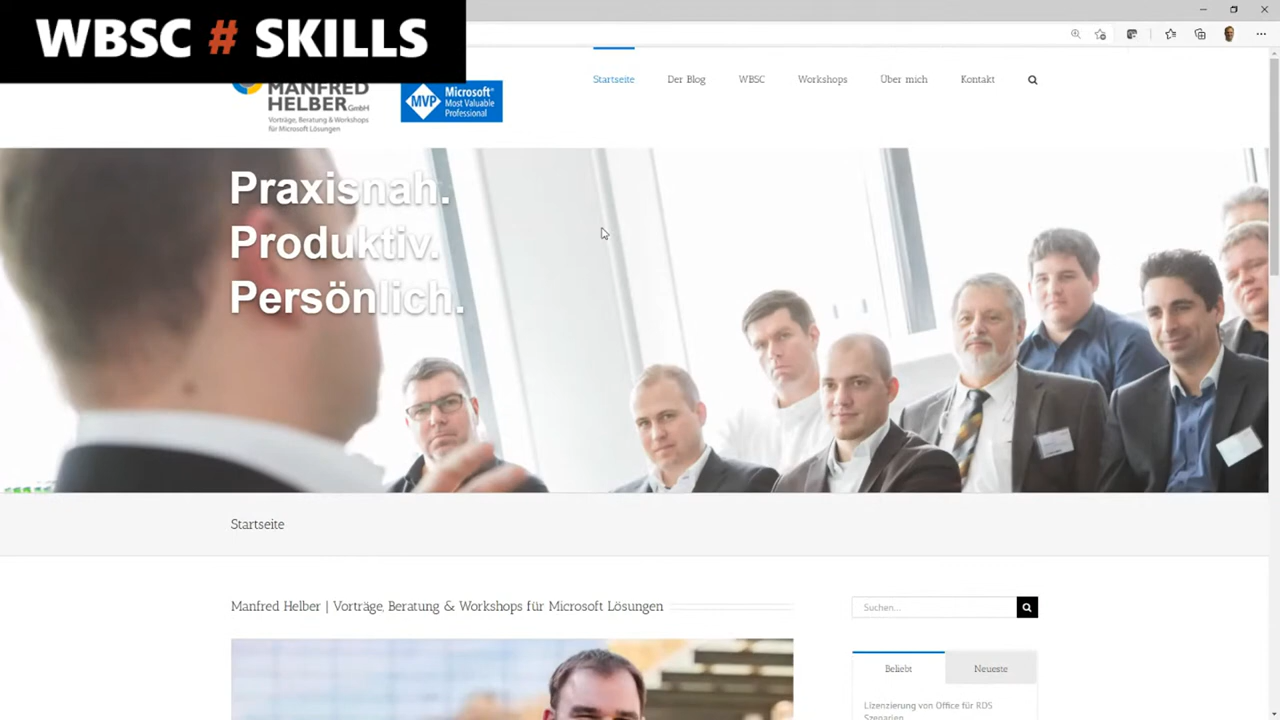 WBSC # SKILLS
MANFRED
HELBER GmbH
Vorträge, Beratung & Workshops
für Microsoft Lösungen
MVP
Microsoft®
Most Valuable
Professional
Startseite
Der Blog
WBSC
Workshops
Über mich
Kontakt
Praxisnah.
Produktiv.
Persönlich.
Startseite
Manfred Helber | Vorträge, Beratung & Workshops für Microsoft Lösungen
Suchen...
Beliebt
Neueste
Lizenzierung von Office für RDS
Szenarien